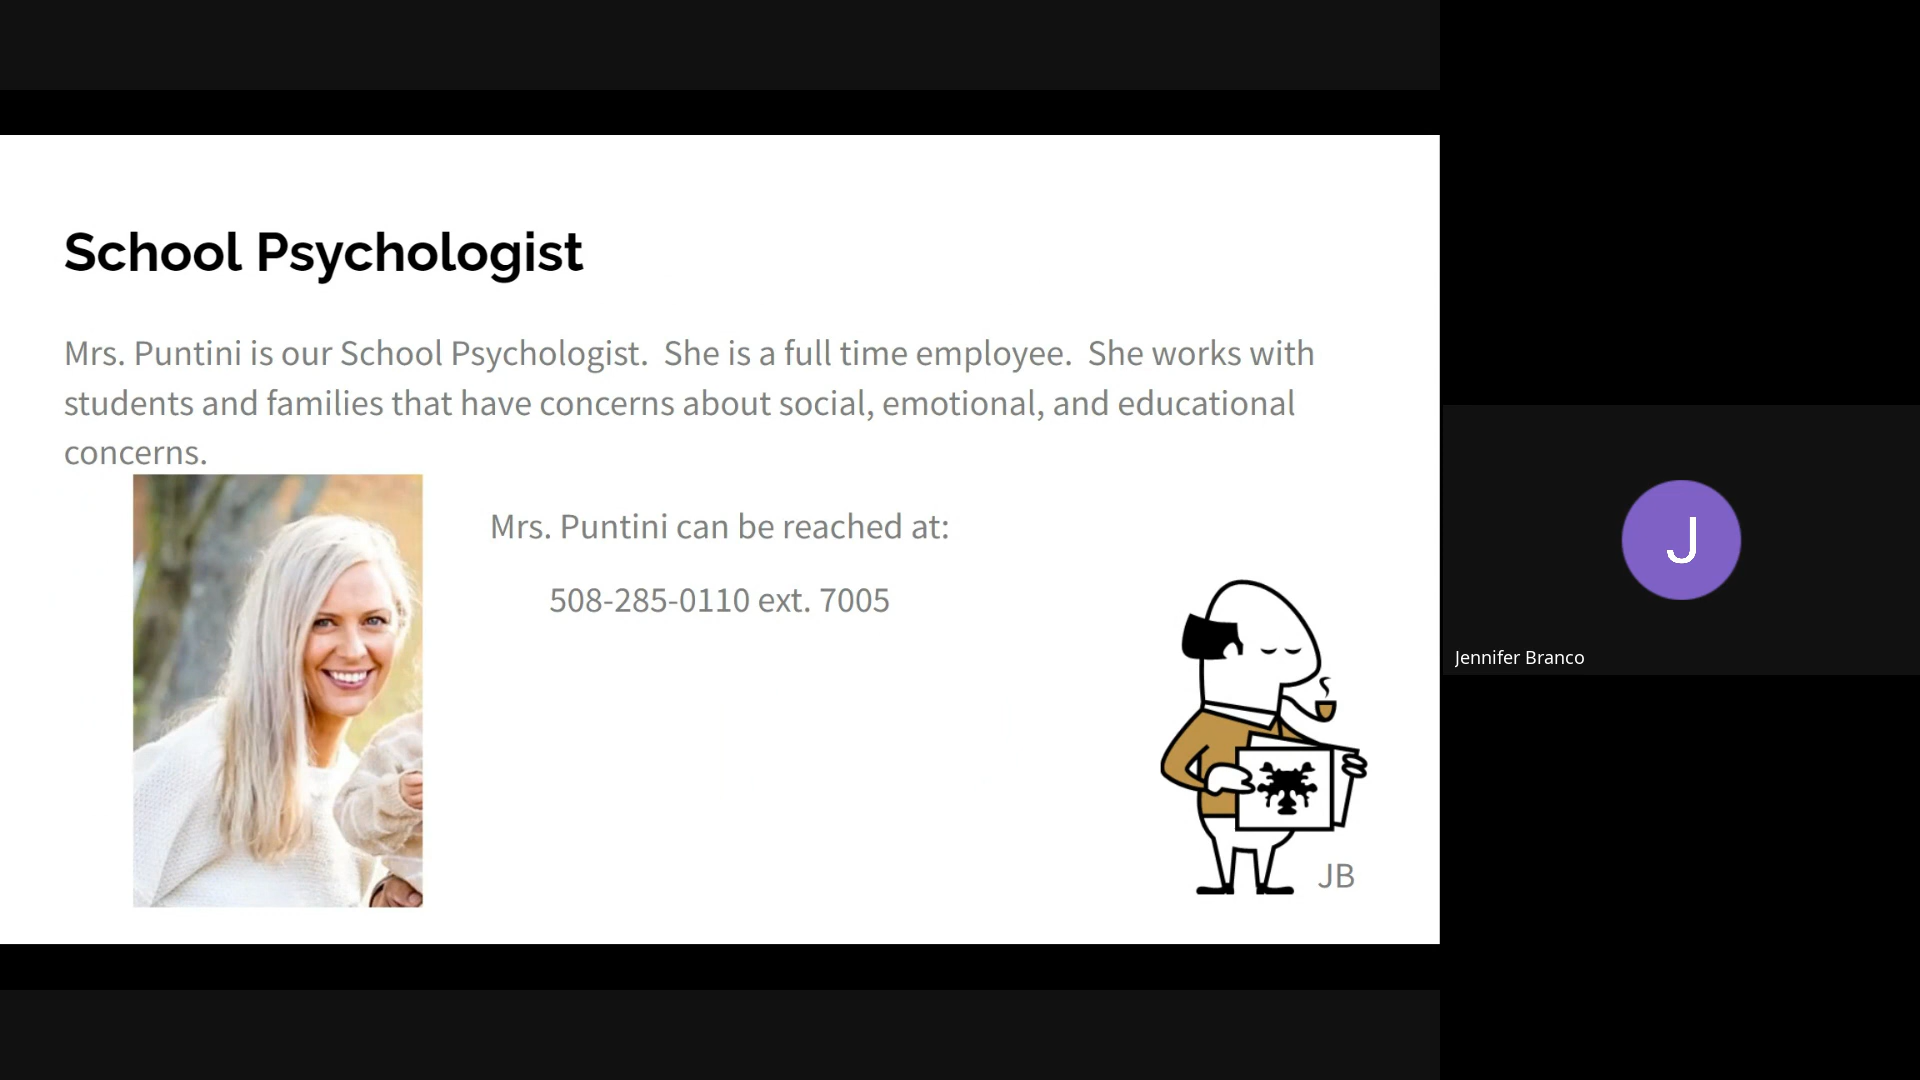 School Psychologist
Mrs. Puntini is our School Psychologist.  She is a full time employee.  She works with
students and families that have concerns about social, emotional, and educational
concerns.
Mrs. Puntini can be reached at:
508-285-0110 ext. 7005
JB
J
Jennifer Branco